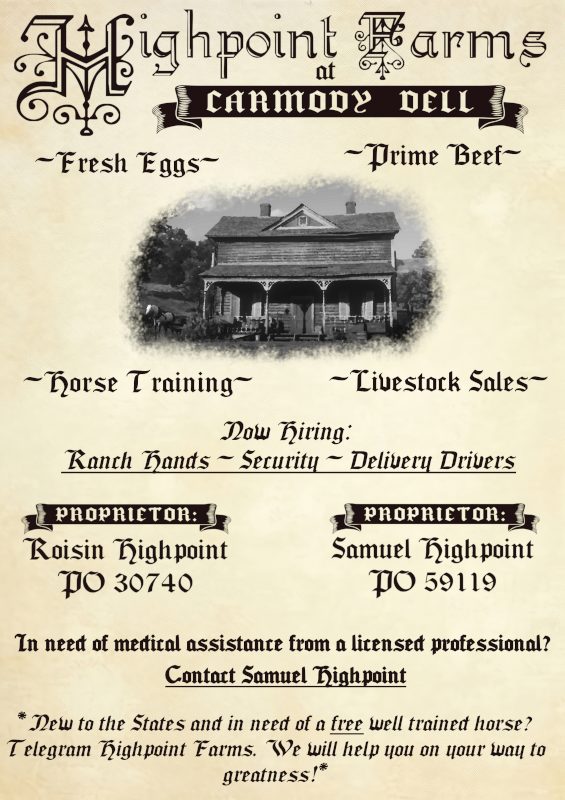 Highpoint Farms
at
CARMODY DELL
~Fresh Eggs~
~Prime Beef~
~Horse Training~
~Livestock Sales~
Now Hiring:
Ranch Hands ~ Security ~ Delivery Drivers
PROPRIETOR:
Roisin Highpoint
PO 30740
PROPRIETOR:
Samuel Highpoint
PO 59119
In need of medical assistance from a licensed professional?
Contact Samuel Highpoint
*New to the States and in need of a free well trained horse?
Telegram Highpoint Farms. We will help you on your way to
greatness!*